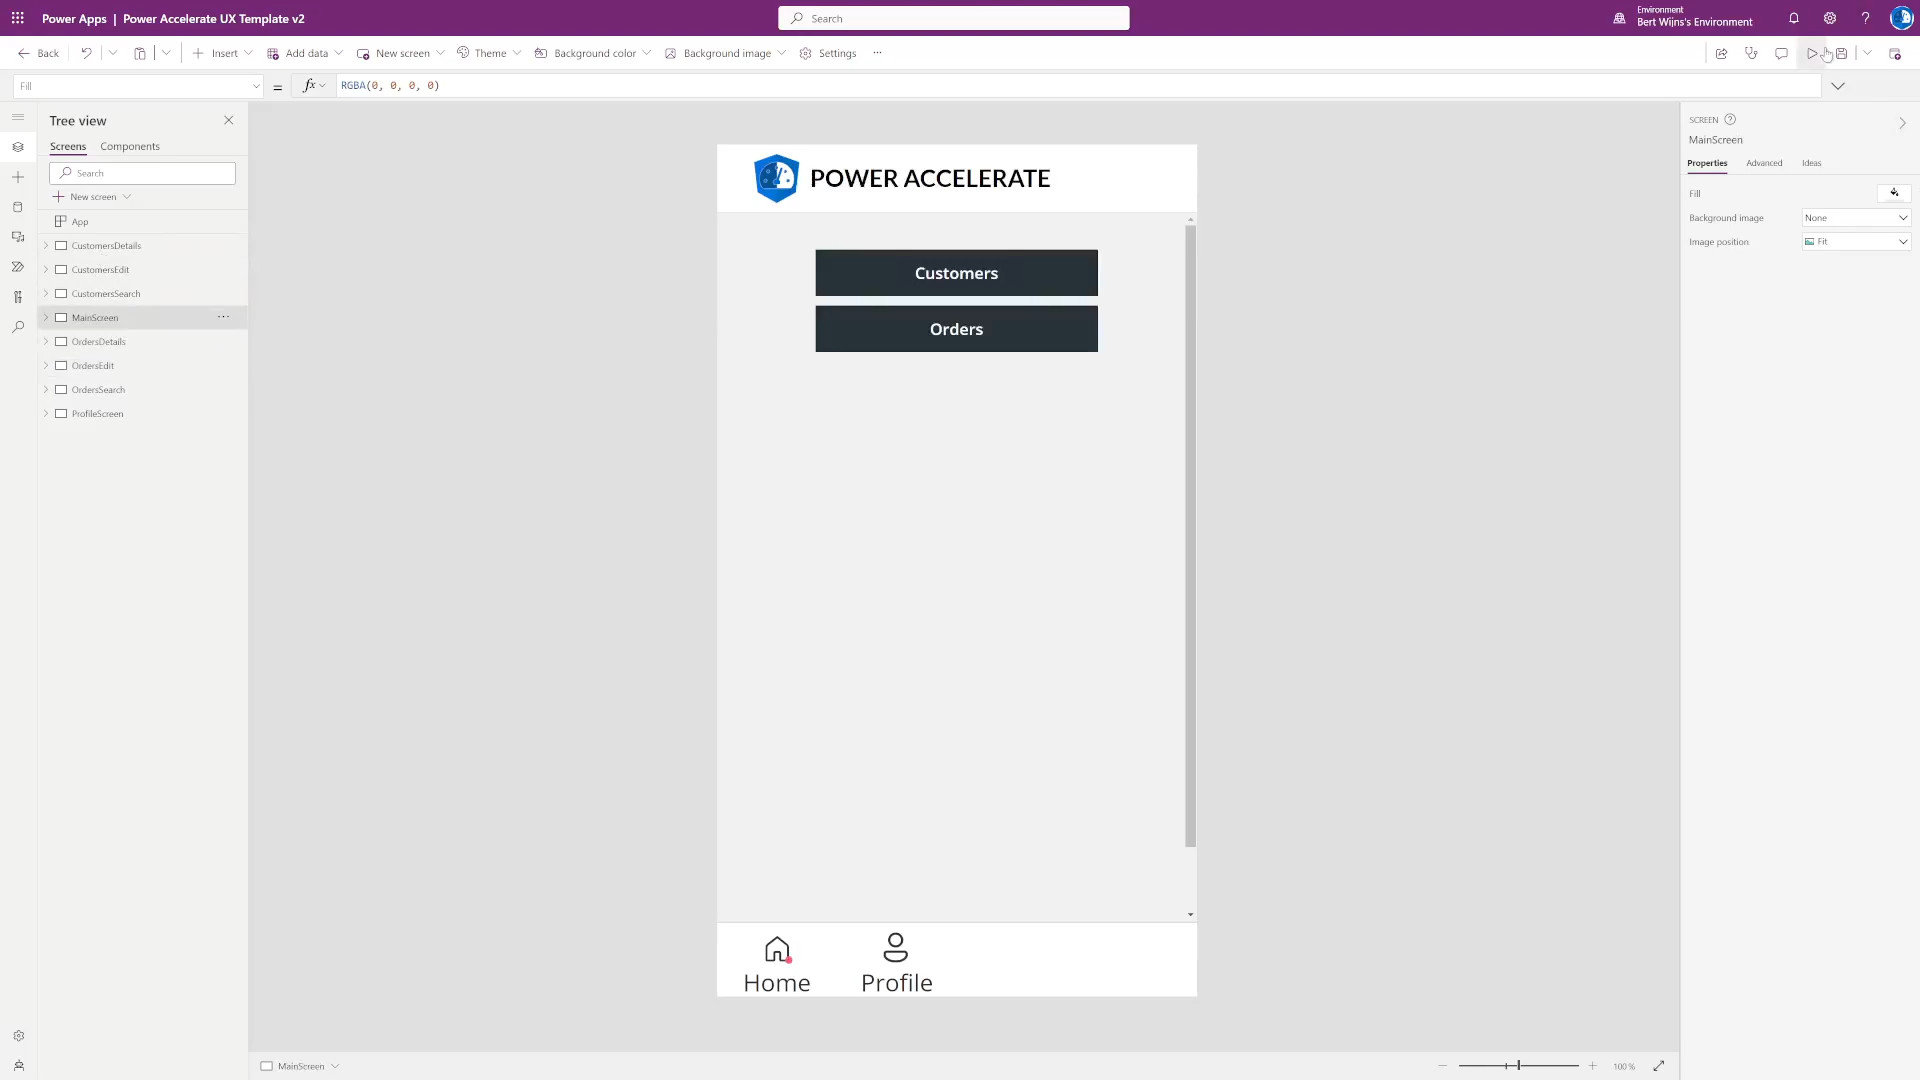 Power Apps | Power Accelerate UX Template v2
Search
Environment
Bert Wijns's Environment
Back
Insert
Add data
New screen
Theme
Background color
Background image
Settings
Fill
=
fx
RGBA(0, 0, 0, 0)
Tree view
Screens
Components
Search
New screen
App
CustomersDetails
CustomersEdit
CustomersSearch
MainScreen
OrdersDetails
OrdersEdit
OrdersSearch
ProfileScreen
POWER ACCELERATE
Customers
Orders
Home
Profile
SCREEN
MainScreen
Properties
Advanced
Ideas
Fill
Background image
None
Image position
Fit
MainScreen
100 %